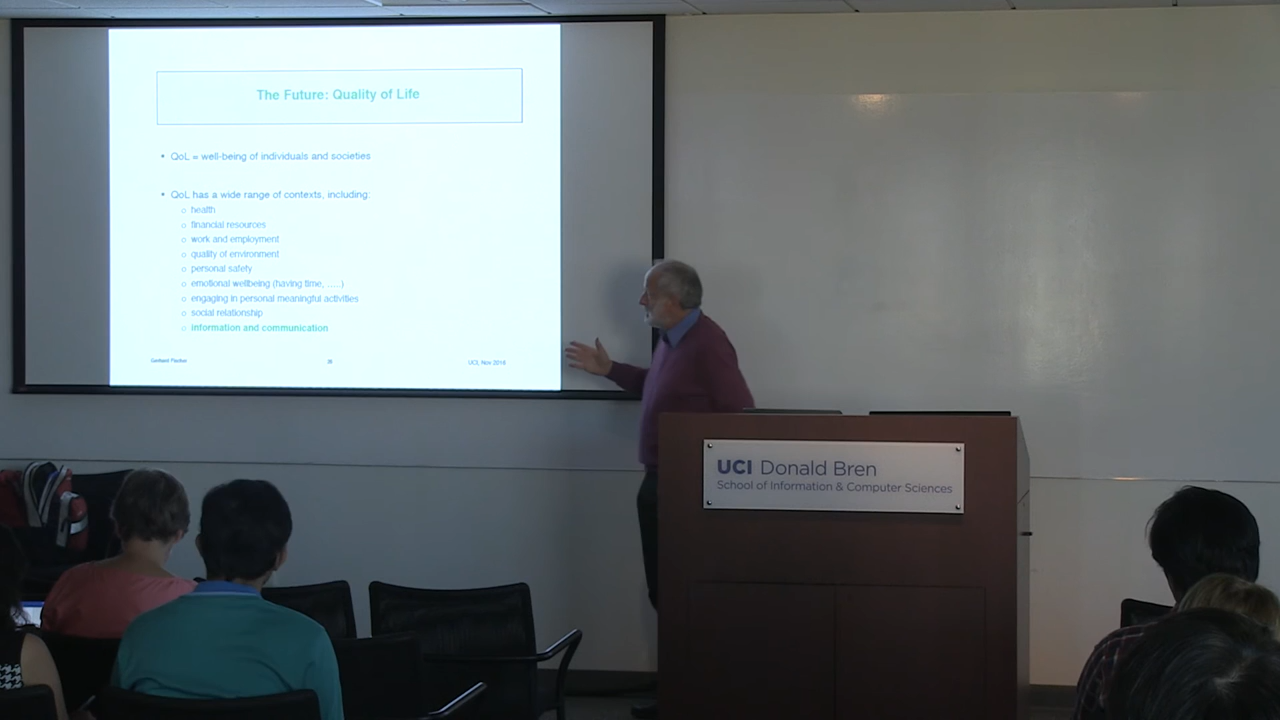 The Future: Quality of Life
• QoL = well-being of individuals and societies
• QoL has a wide range of contexts, including:
o health
o financial resources
o work and employment
o quality of environment
o personal safety
o emotional wellbeing (having time, .....)
o engaging in personal meaningful activities
o social relationship
o information and communication
UCI, Nov 2016
UCI Donald Bren
School of Information & Computer Sciences